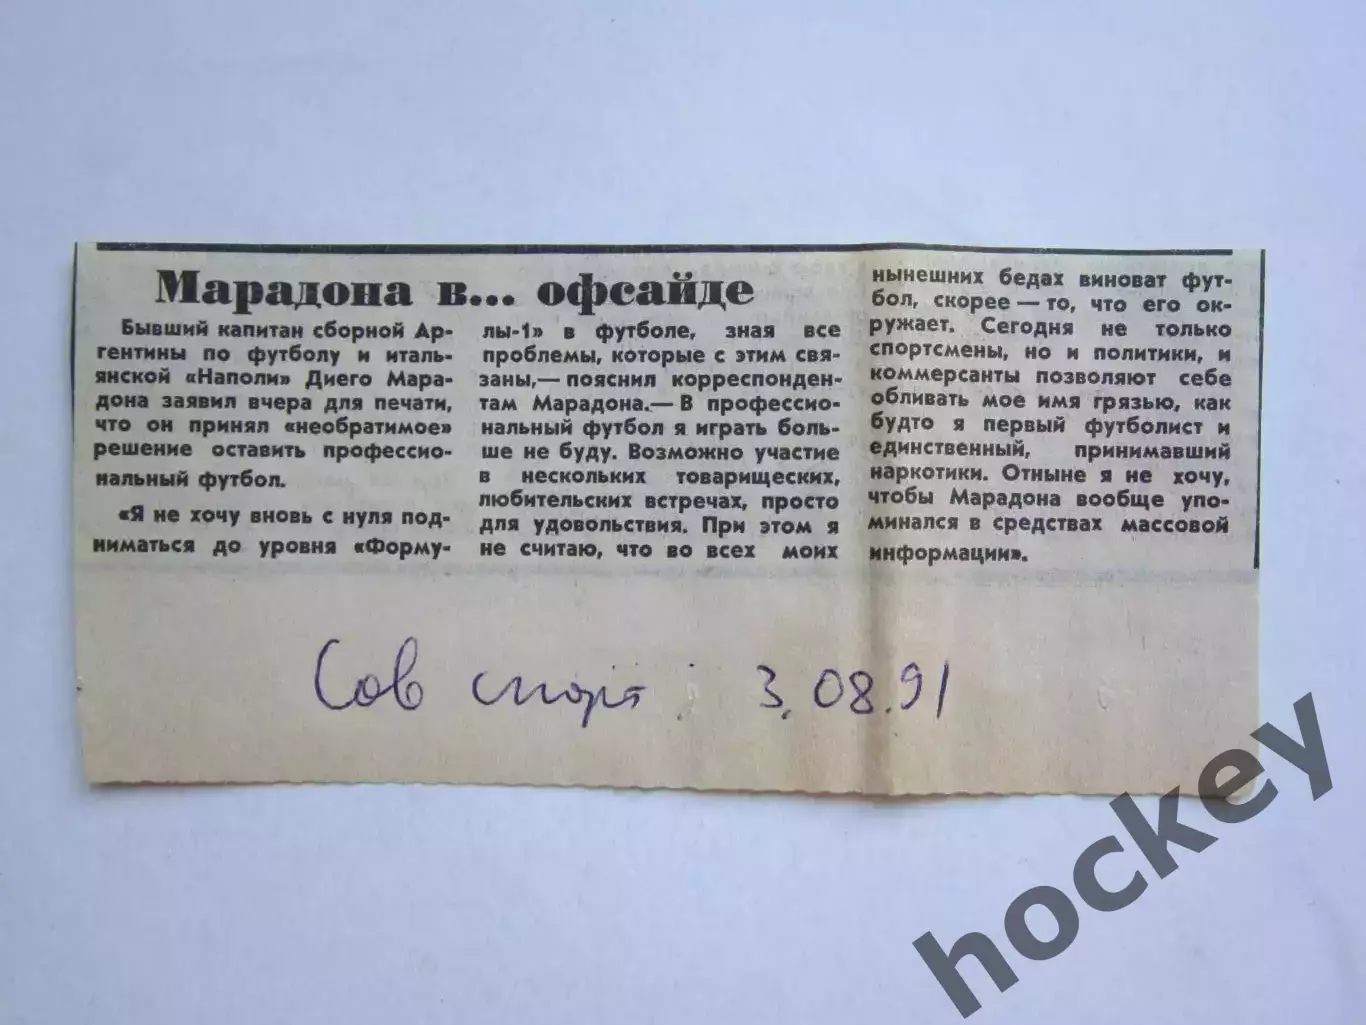 Марадона в... офсайде
Бывший капитан сборной Ар-
гентины по футболу и италь-
янской «Наполи» Диего Мара-
дона заявил вчера для печати,
что он принял «необратимое»
решение оставить профессио-
нальный футбол.
«Я не хочу вновь с нуля под-
ниматься до уровня «Форму-
лы-1» в футболе, зная все
проблемы, которые с этим свя-
заны,— пояснил корреспонден-
там Марадона.— В профессио-
нальный футбол я играть боль-
ше не буду. Возможно участие
в нескольких товарищеских,
любительских встречах, просто
для удовольствия. При этом я
не считаю, что во всех моих
нынешних бедах виноват фут-
бол, скорее — то, что его ок-
ружает. Сегодня не только
спортсмены, но и политики, и
коммерсанты позволяют себе
обливать мое имя грязью, как
будто я первый футболист и
единственный, принимавший
наркотики. Отныне я не хочу,
чтобы Марадона вообще упо-
минался в средствах массовой
информации».
Сов спорт 3.08.91
hockey